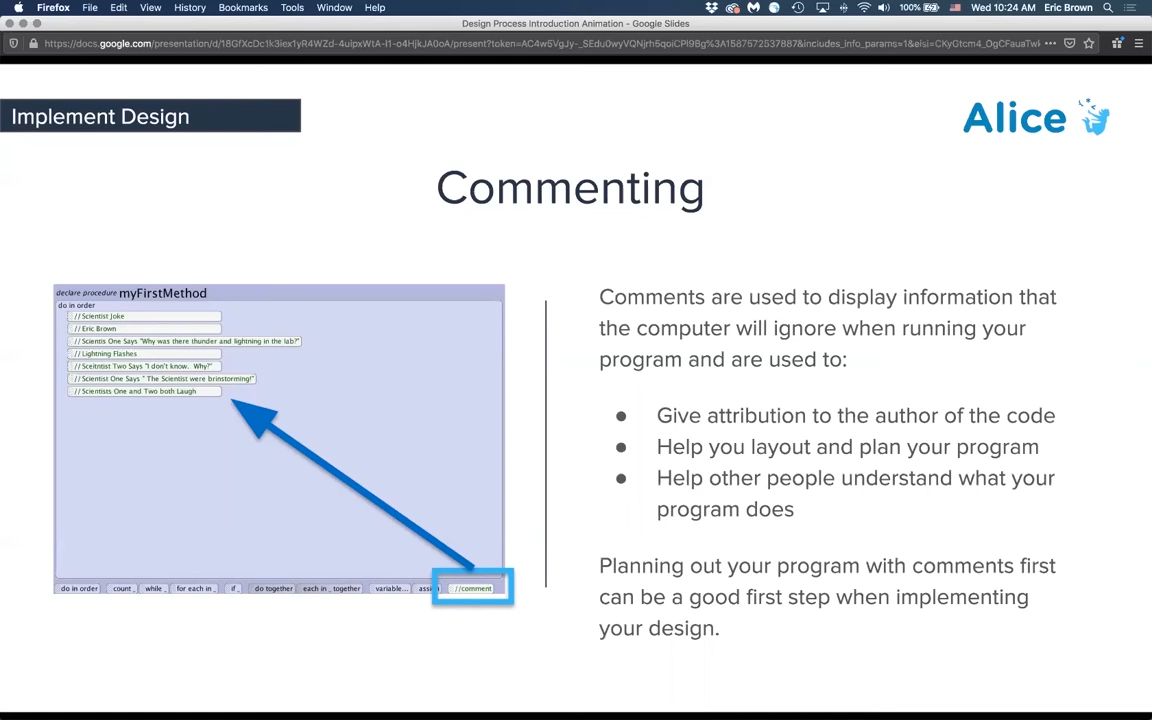 Firefox File Edit View History Bookmarks Tools Window Help 100% Wed 10:24 AM Eric Brown
Design Process Introduction Animation - Google Slides
Implement Design
Alice
Commenting
declare procedure myFirstMethod
do in order
// Scientist Joke
// Eric Brown
// Scientis One Says "Why was there thunder and lightning in the lab?"
// Lightning Flashes
// Sceitntist Two Says "I don't know. Why?"
// Scientist One Says " The Scientist were brinstorming!"
// Scientists One and Two both Laugh
do in order count _ while _ for each in _ if _ do together each in _ together variable... //comment
Comments are used to display information that
the computer will ignore when running your
program and are used to:
● Give attribution to the author of the code
● Help you layout and plan your program
● Help other people understand what your
program does
Planning out your program with comments first
can be a good first step when implementing
your design.